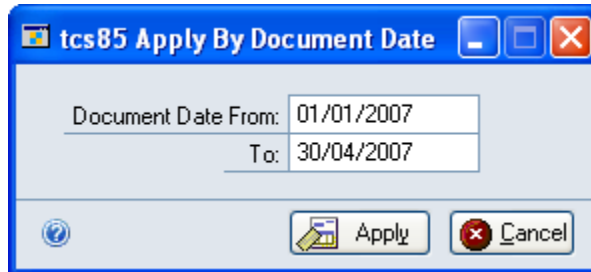 tcs85 Apply By Document Date
Document Date From: 01/01/2007
To: 30/04/2007
Apply Cancel